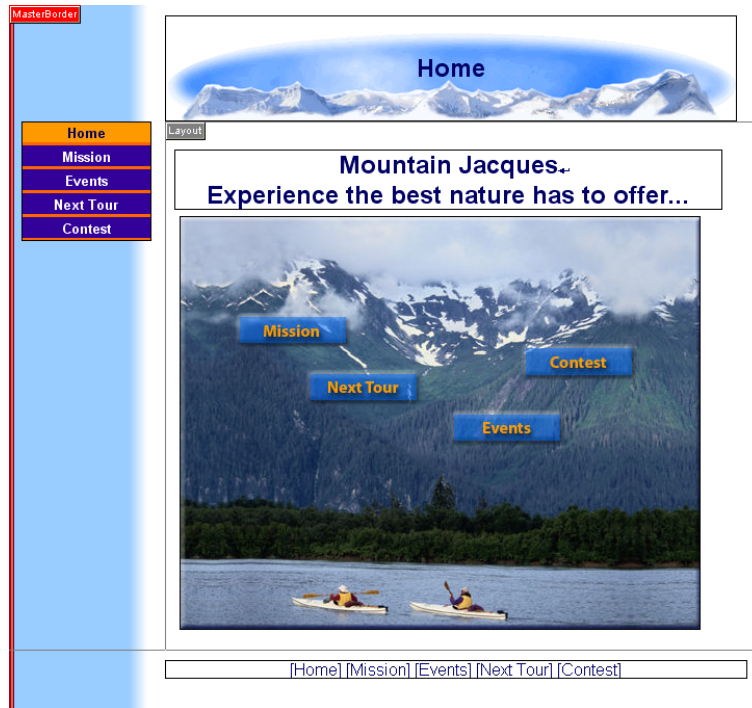 MasterBorder
Home
Home
Layout
Mission
Events
Next Tour
Contest
Mountain Jacques
Experience the best nature has to offer...
Mission
Contest
Next Tour
Events
[Home] [Mission] [Events] [Next Tour] [Contest]